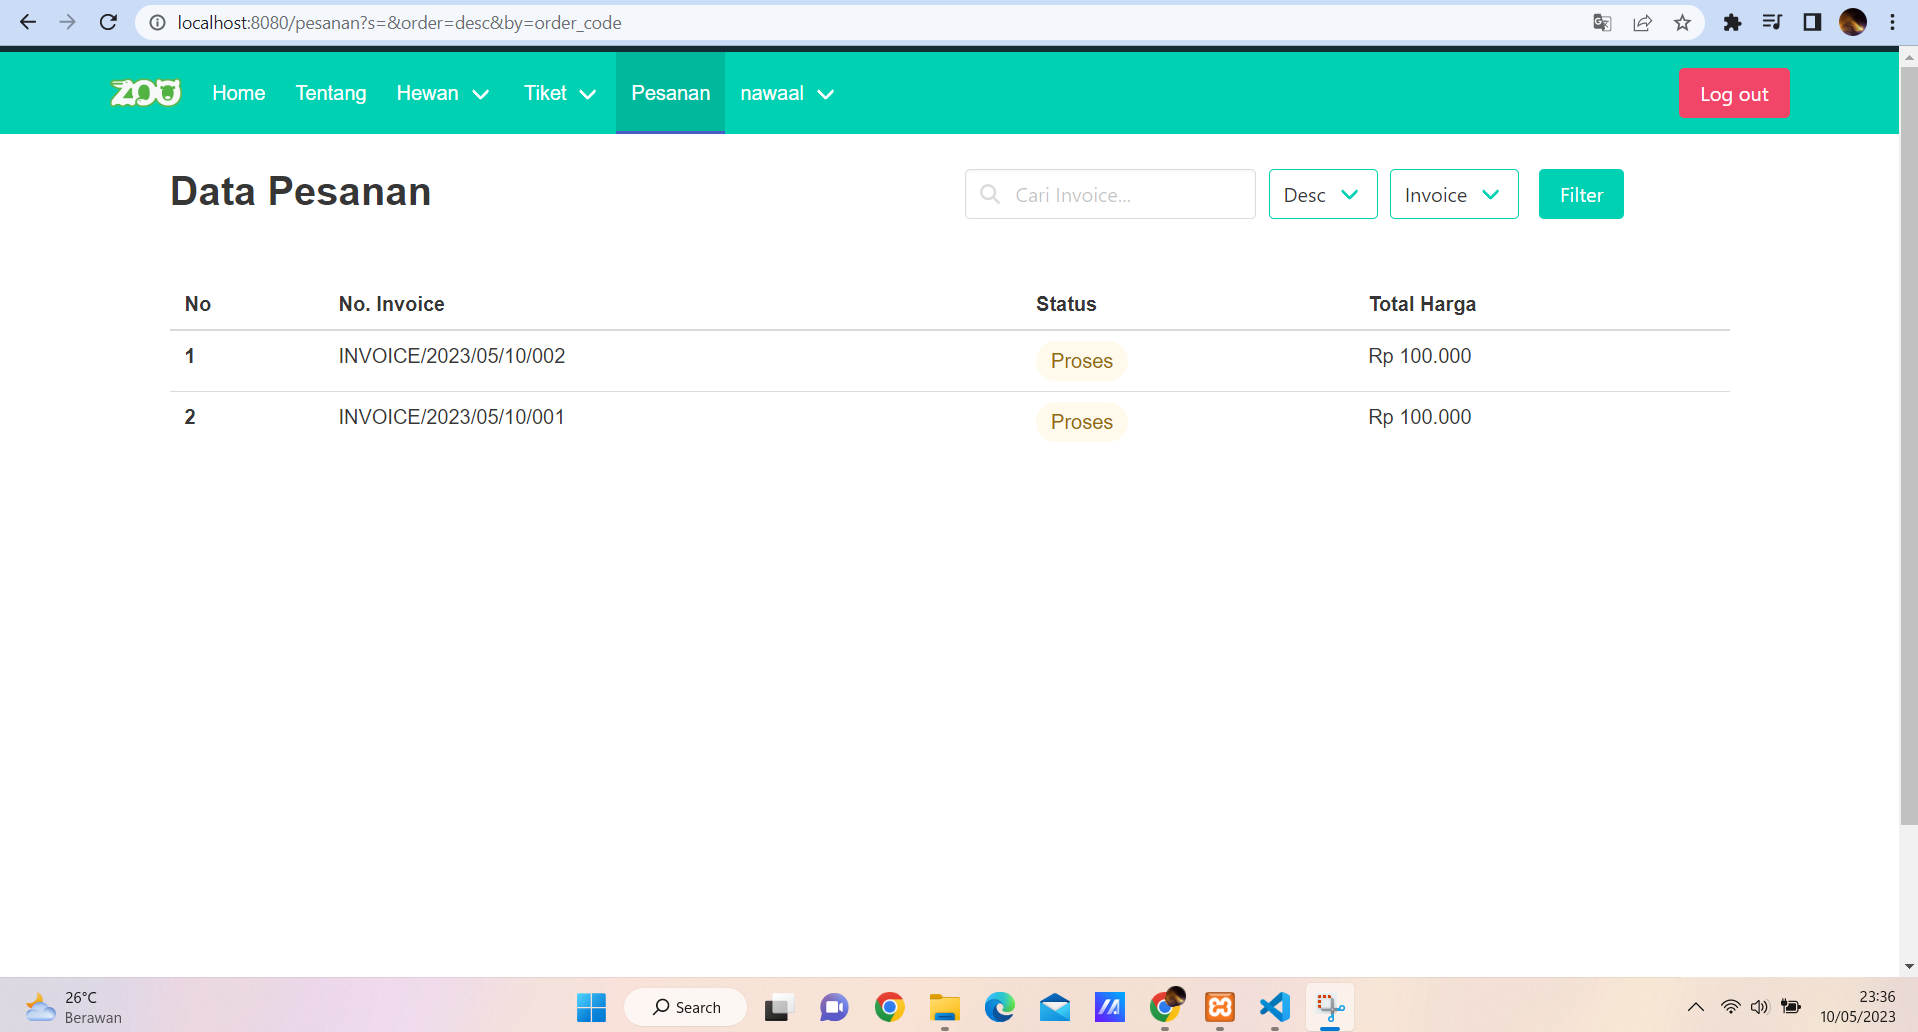 localhost:8080/pesanan?s=&order=desc&by=order_code
ZOO Home Tentang Hewan Tiket Pesanan nawaal Log out
Data Pesanan Cari Invoice... Desc Invoice Filter
No No. Invoice Status Total Harga
1 INVOICE/2023/05/10/002 Proses Rp 100.000
2 INVOICE/2023/05/10/001 Proses Rp 100.000
26°C
Berawan
Search
23:36
10/05/2023